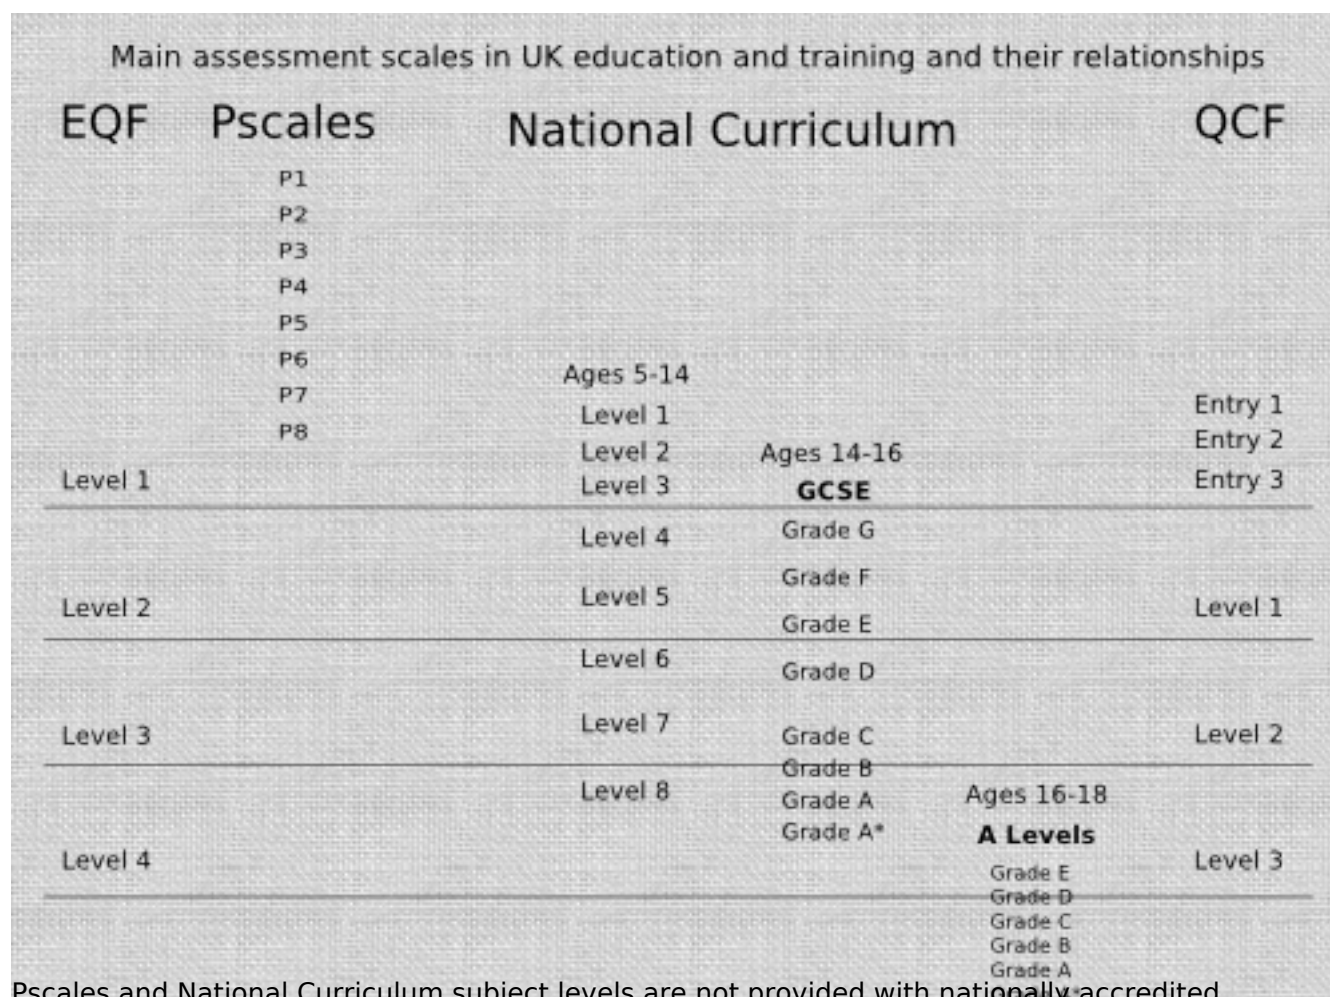 Main assessment scales in UK education and training and their relationships
EQF Pscales National Curriculum QCF
P1
P2
P3
P4
P5
P6
Ages 5-14
P7
Entry 1
Level 1
P8
Entry 2
Level 2 Ages 14-16
Level 1 Level 3 GCSE Entry 3
Level 4 Grade G
Grade F
Level 5
Level 2 Level 1
Grade E
Level 6 Grade D
Level 7
Level 3 Grade C Level 2
Grade B
Level 8 Grade A Ages 16-18
Grade A* A Levels
Level 4 Level 3
Grade E
Grade D
Grade C
Grade B
Grade A
Pscales and National Curriculum subject levels are not provided with nationally accredited